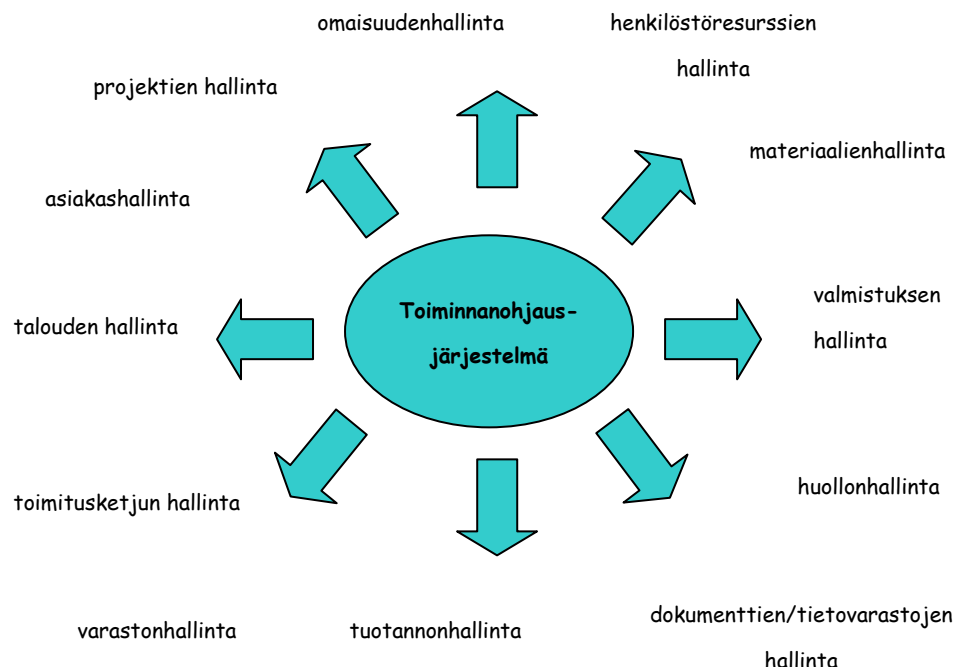 omaisuudenhallinta
henkilöstöresurssien
hallinta
projektien hallinta
materiaalienhallinta
asiakashallinta
valmistuksen
hallinta
Toiminnanohjaus-
järjestelmä
talouden hallinta
huollonhallinta
toimitusketjun hallinta
varastonhallinta
tuotannonhallinta
dokumenttien/tietovarastojen
hallinta